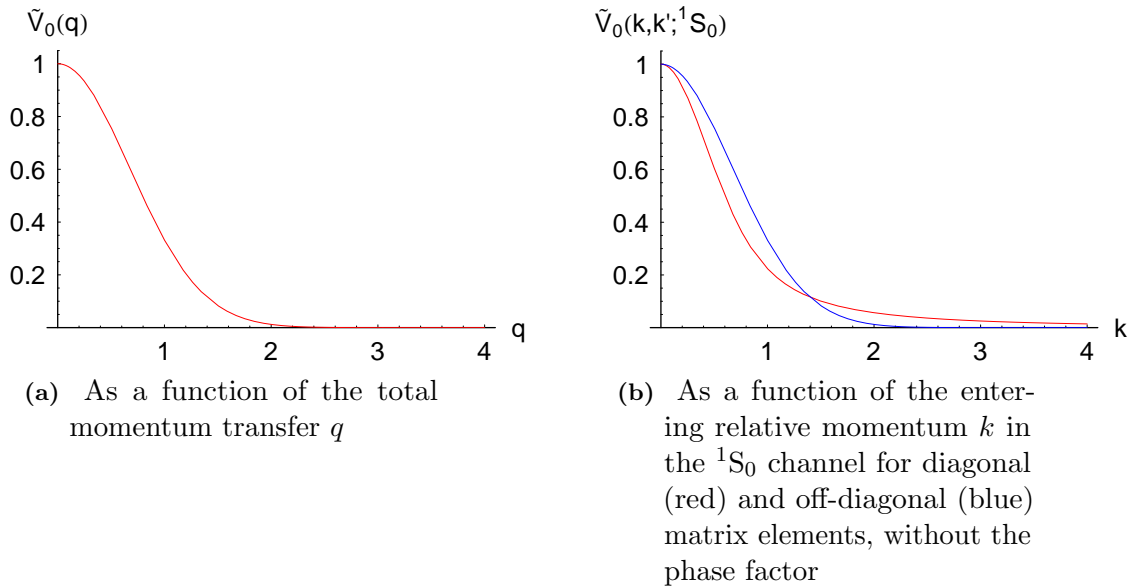 Ṽ₀(q)
1
0.8
0.6
0.4
0.2
1 2 3 4
q
(a) As a function of the total
momentum transfer q
Ṽ₀(k,k';¹S₀)
1
0.8
0.6
0.4
0.2
1 2 3 4
k
(b) As a function of the enter-
ing relative momentum k in
the ¹S₀ channel for diagonal
(red) and off-diagonal (blue)
matrix elements, without the
phase factor